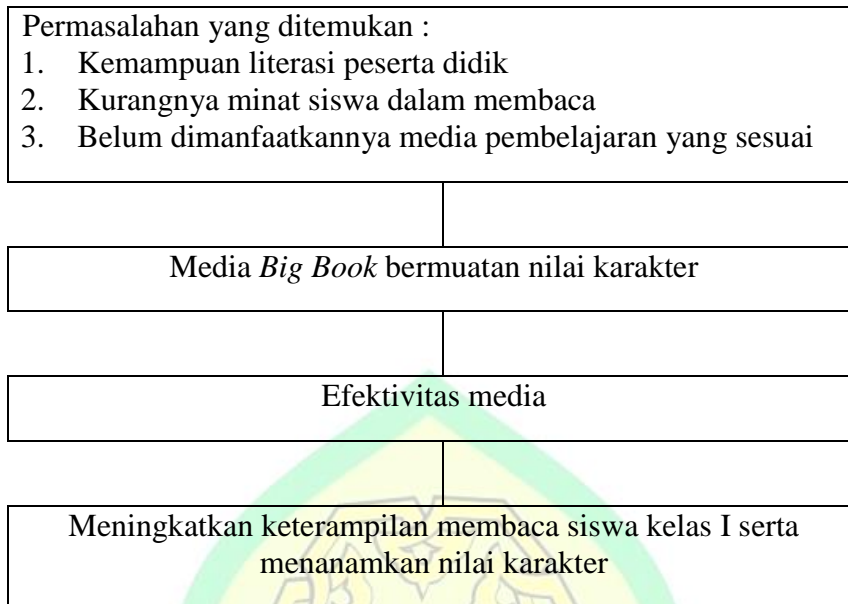 Permasalahan yang ditemukan :
1. Kemampuan literasi peserta didik
2. Kurangnya minat siswa dalam membaca
3. Belum dimanfaatkannya media pembelajaran yang sesuai
Media Big Book bermuatan nilai karakter
Efektivitas media
Meningkatkan keterampilan membaca siswa kelas I serta
menanamkan nilai karakter